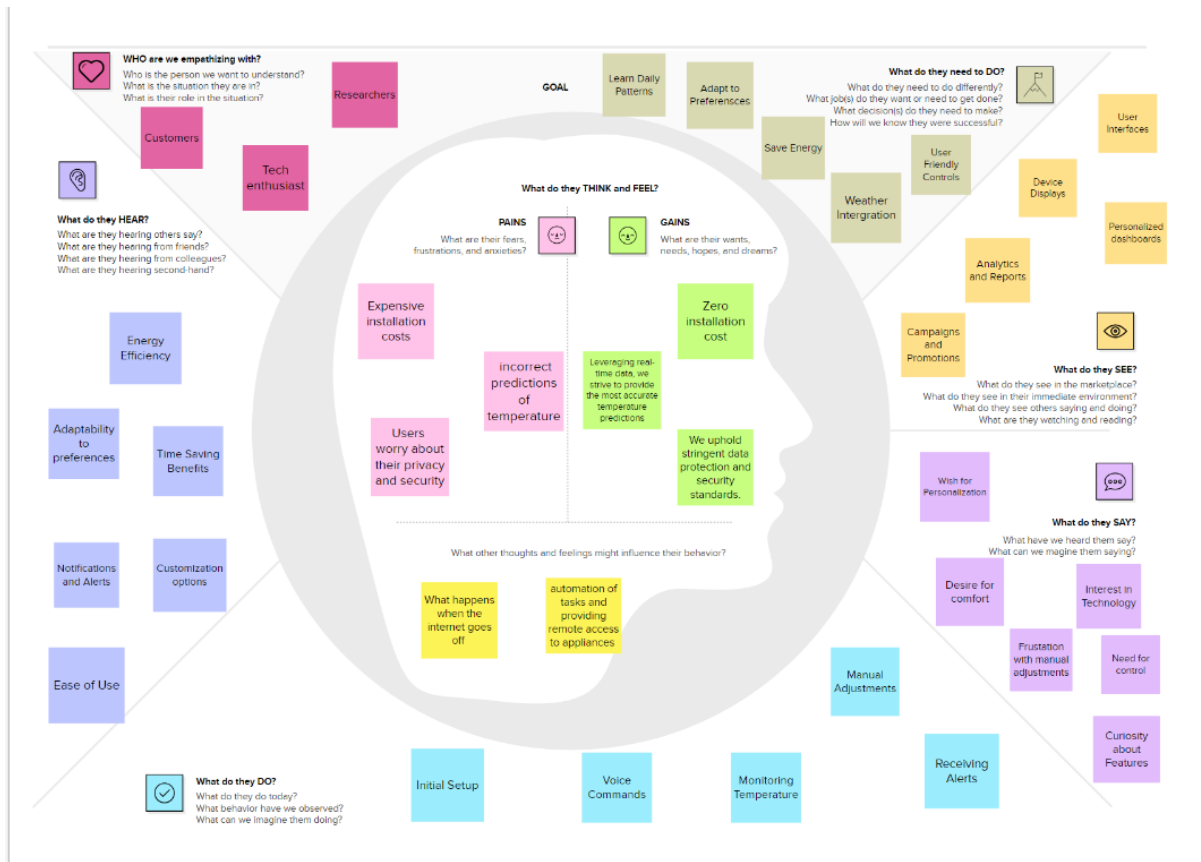 WHO are we empathizing with?
Who is the person we want to understand?
What is the situation they are in?
What is their role in the situation?
Researchers
Customers
Tech
enthusiast
GOAL
Learn Daily
Patterns
Adapt to
Preferensces
Save Energy
Weather
Intergration
User
Friendly
Controls
What do they need to DO?
What do they need to do differently?
What job(s) do they want or need to get done?
What decision(s) do they need to make?
How will we know they were successful?
User
Interfaces
Device
Displays
Personalized
dashboards
Analytics
and Reports
Campaigns
and
Promotions
What do they SEE?
What do they see in the marketplace?
What do they see in their immediate environment?
What do they see others saying and doing?
What are they watching and reading?
What do they HEAR?
What are they hearing others say?
What are they hearing from friends?
What are they hearing from colleagues?
What are they hearing second-hand?
Energy
Efficiency
Adaptability
to
preferences
Time Saving
Benefits
Notifications
and Alerts
Customization
options
Ease of Use
What do they THINK and FEEL?
PAINS
What are their fears,
frustrations, and anxieties?
GAINS
What are their wants,
needs, hopes, and dreams?
Expensive
installation
costs
incorrect
predictions
of
temperature
Users
worry about
their privacy
and security
Zero
installation
cost
Leveraging real-
time data, we
strive to provide
the most accurate
temperature
predictions
We uphold
stringent data
protection and
security
standards.
What other thoughts and feelings might influence their behavior?
What happens
when the
internet goes
off
automation of
tasks and
providing
remote access
to appliances
Wish for
Personalization
What do they SAY?
What have we heard them say?
What can we magine them saying?
Desire for
comfort
Interest in
Technology
Frustation
with manual
adjustments
Need for
control
Curiosity
about
Features
Manual
Adjustments
Receiving
Alerts
Monitoring
Temperature
Voice
Commands
Initial Setup
What do they DO?
What do they do today?
What behavior have we observed?
What can we imagine them doing?